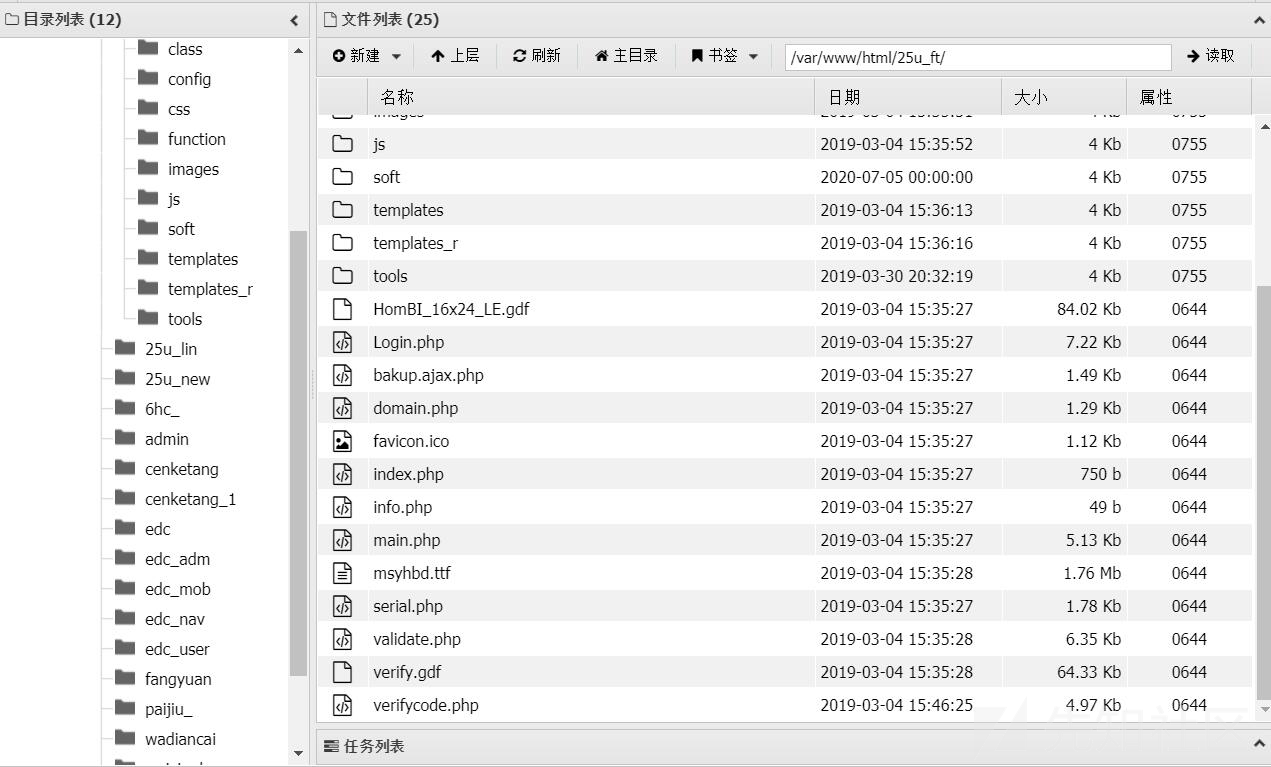 目录列表 (12)
class
config
css
function
images
js
soft
templates
templates_r
tools
25u_lin
25u_new
6hc_
admin
cenketang
cenketang_1
edc
edc_adm
edc_mob
edc_nav
edc_user
fangyuan
paijiu_
wadiancai
文件列表 (25)
新建 上层 刷新 主目录 书签 /var/www/html/25u_ft/ 读取
名称 日期 大小 属性
images 2019-03-04 15:35:51 4 Kb 0755
js 2019-03-04 15:35:52 4 Kb 0755
soft 2020-07-05 00:00:00 4 Kb 0755
templates 2019-03-04 15:36:13 4 Kb 0755
templates_r 2019-03-04 15:36:16 4 Kb 0755
tools 2019-03-30 20:32:19 4 Kb 0755
HomBI_16x24_LE.gdf 2019-03-04 15:35:27 84.02 Kb 0644
Login.php 2019-03-04 15:35:27 7.22 Kb 0644
bakup.ajax.php 2019-03-04 15:35:27 1.49 Kb 0644
domain.php 2019-03-04 15:35:27 1.29 Kb 0644
favicon.ico 2019-03-04 15:35:27 1.12 Kb 0644
index.php 2019-03-04 15:35:27 750 b 0644
info.php 2019-03-04 15:35:27 49 b 0644
main.php 2019-03-04 15:35:27 5.13 Kb 0644
msyhbd.ttf 2019-03-04 15:35:28 1.76 Mb 0644
serial.php 2019-03-04 15:35:27 1.78 Kb 0644
validate.php 2019-03-04 15:35:28 6.35 Kb 0644
verify.gdf 2019-03-04 15:35:28 64.33 Kb 0644
verifycode.php 2019-03-04 15:46:25 4.97 Kb 0644
任务列表